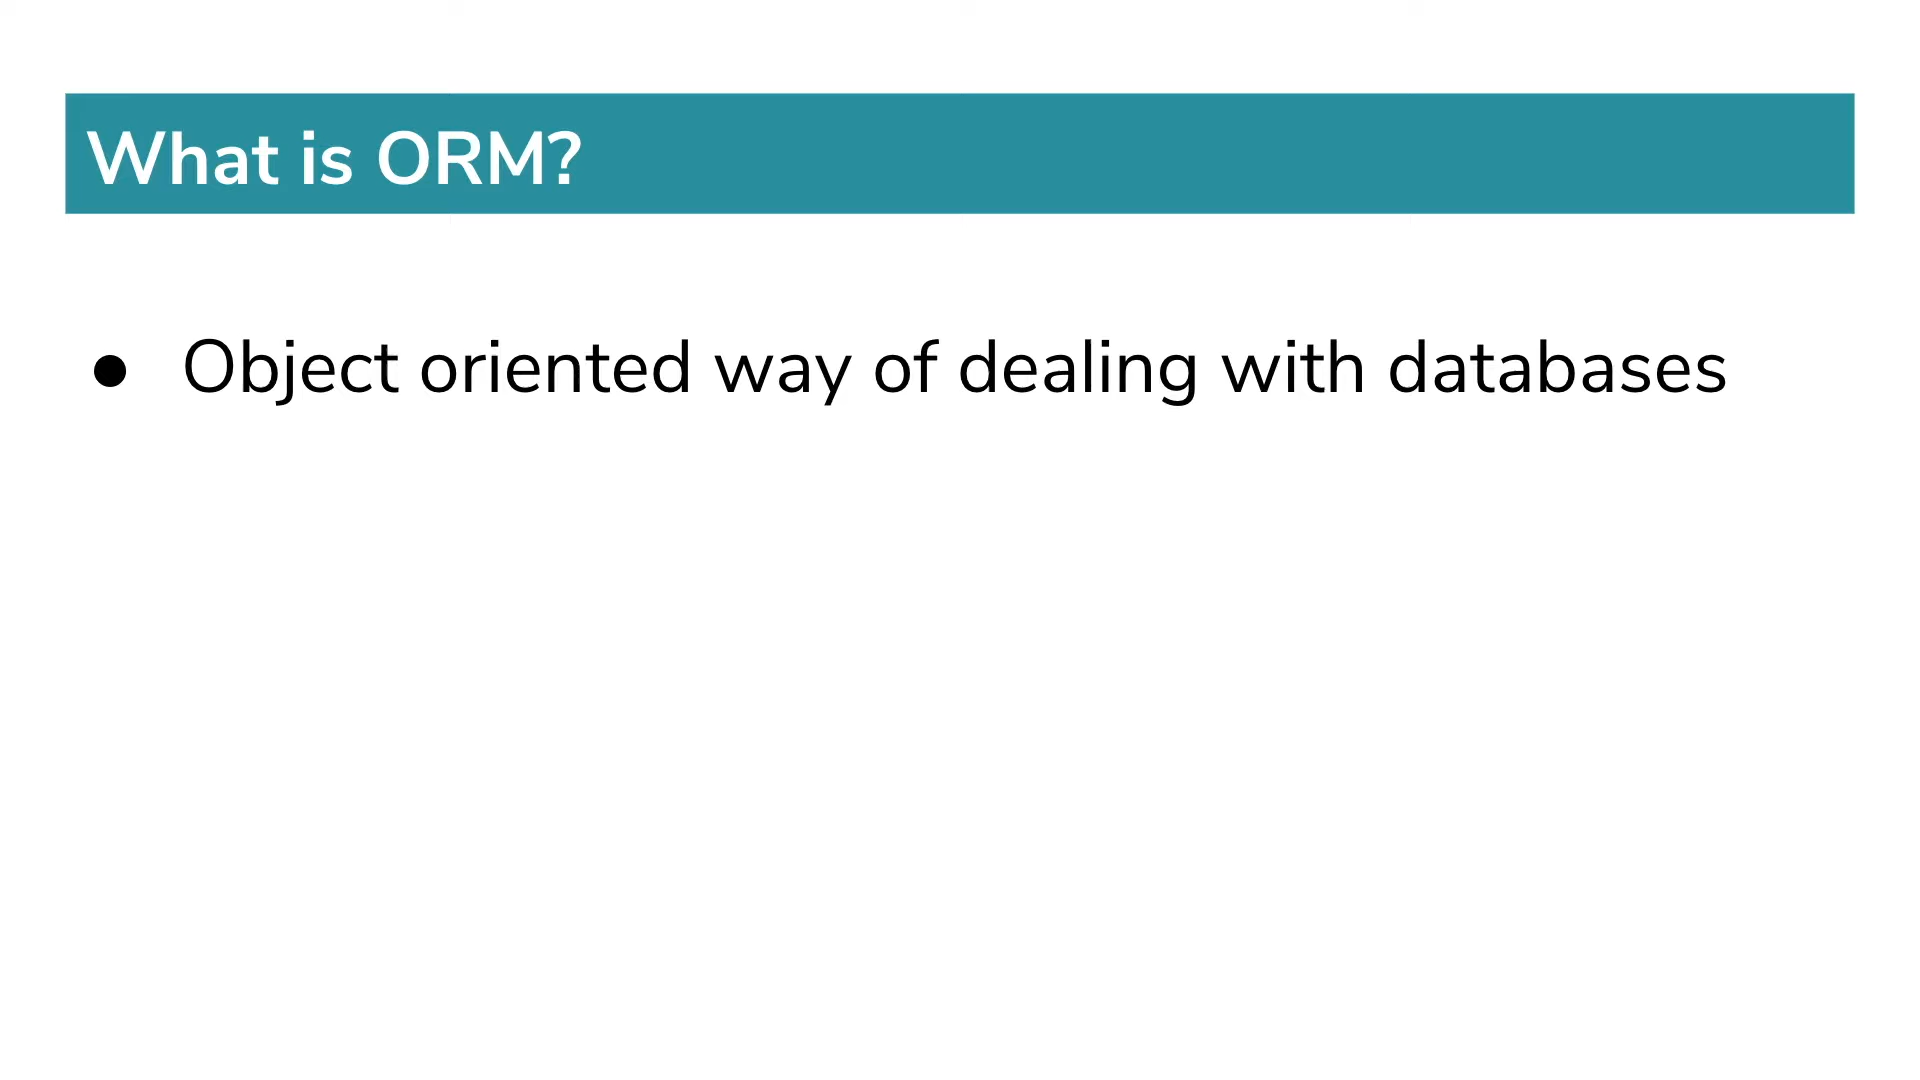 What is ORM?
● Object oriented way of dealing with databases